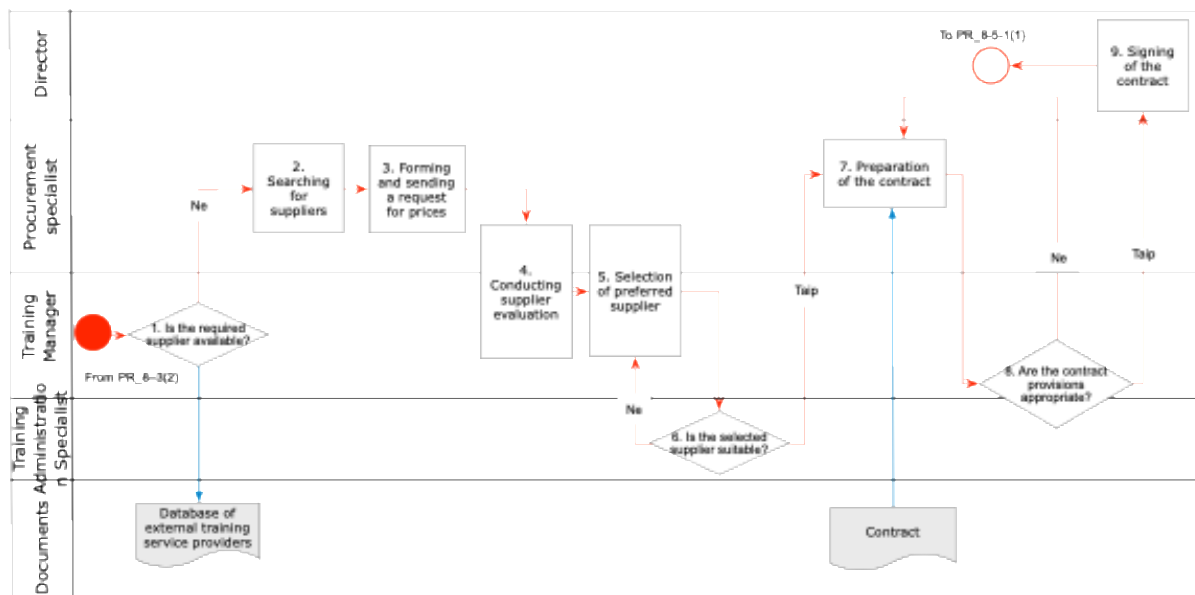 Director
To PR_8-5-1(1)
9. Signing
of the
contract
Procurement
specialist
Ne
2.
Searching
for
suppliers
3. Forming
and sending
a request
for prices
7. Preparation
of the contract
4.
Conducting
supplier
evaluation
5. Selection
of preferred
supplier
Taip
Ne
Taip
Training
Manager
1. Is the required
supplier available?
From PR_8-3(2)
8. Are the contract
provisions
appropriate?
Training
Administratio
n Specialist
Ne
6. Is the selected
supplier suitable?
Documents
Database of
external training
service providers
Contract